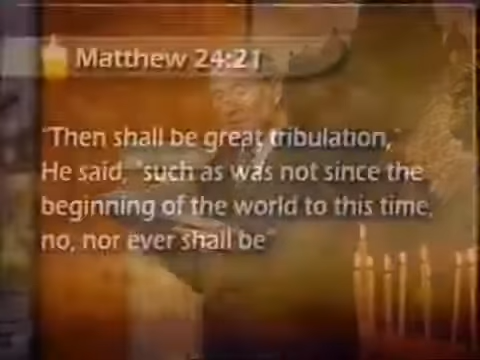 Matthew 24:21
"Then shall be great tribulation,"
He said, "such as was not since the
beginning of the world to this time,
no, nor ever shall be"